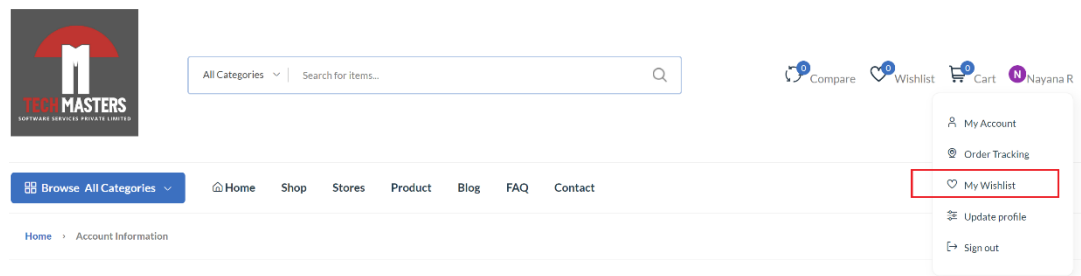 TECH MASTERS
SOFTWARE SERVICES PRIVATE LIMITED
All Categories
Search for items...
0
Compare
0
Wishlist
0
Cart
N
Nayana R
My Account
Order Tracking
My Wishlist
Update profile
Sign out
Browse All Categories
Home
Shop
Stores
Product
Blog
FAQ
Contact
Home › Account Information